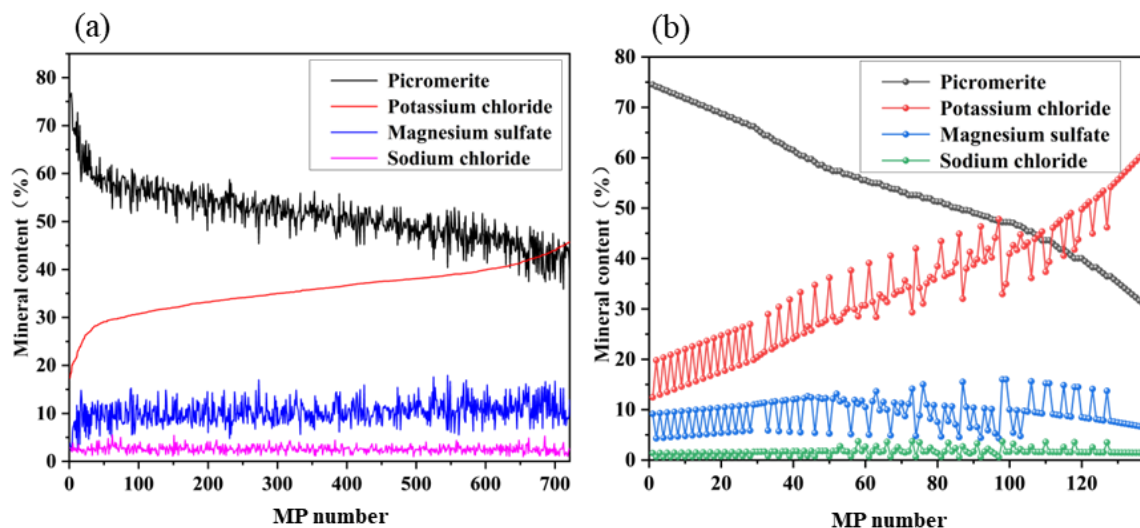 (a)
Mineral content（%）
80
70
60
50
40
30
20
10
0
Picromerite
Potassium chloride
Magnesium sulfate
Sodium chloride
0 100 200 300 400 500 600 700
MP number
(b)
Mineral content（%）
80
70
60
50
40
30
20
10
0
Picromerite
Potassium chloride
Magnesium sulfate
Sodium chloride
0 20 40 60 80 100 120
MP number